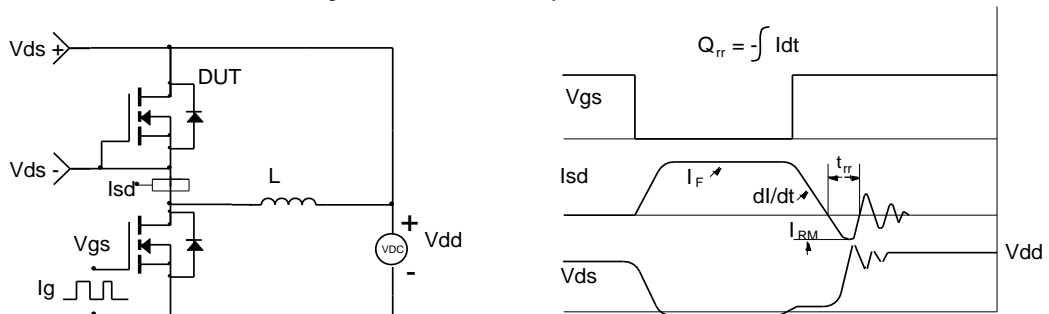 Vds +
DUT
Vds -
Isd
L
Vgs
+
VDC
Vdd
-
Ig
Qrr = -∫ Idt
Vgs
Isd
IF
dI/dt
trr
IRM
Vdd
Vds